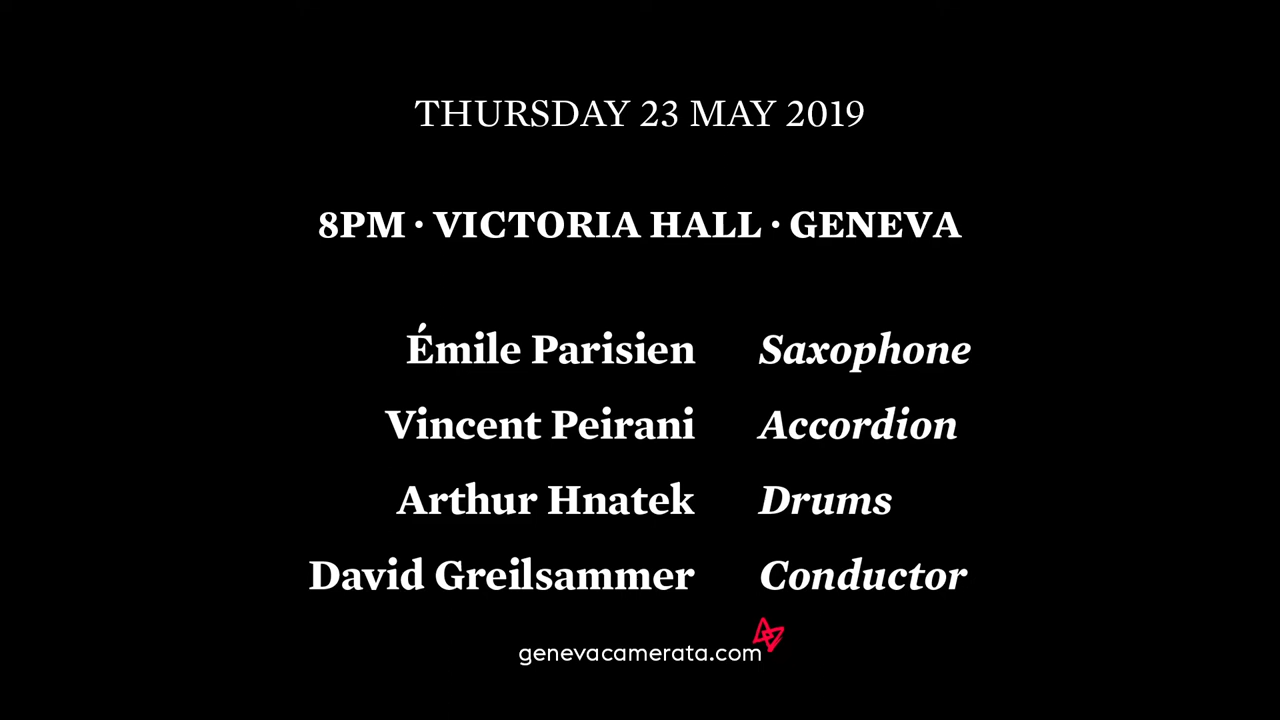 THURSDAY 23 MAY 2019
8PM · VICTORIA HALL · GENEVA
Émile Parisien Saxophone
Vincent Peirani Accordion
Arthur Hnatek Drums
David Greilsammer Conductor
genevacamerata.com